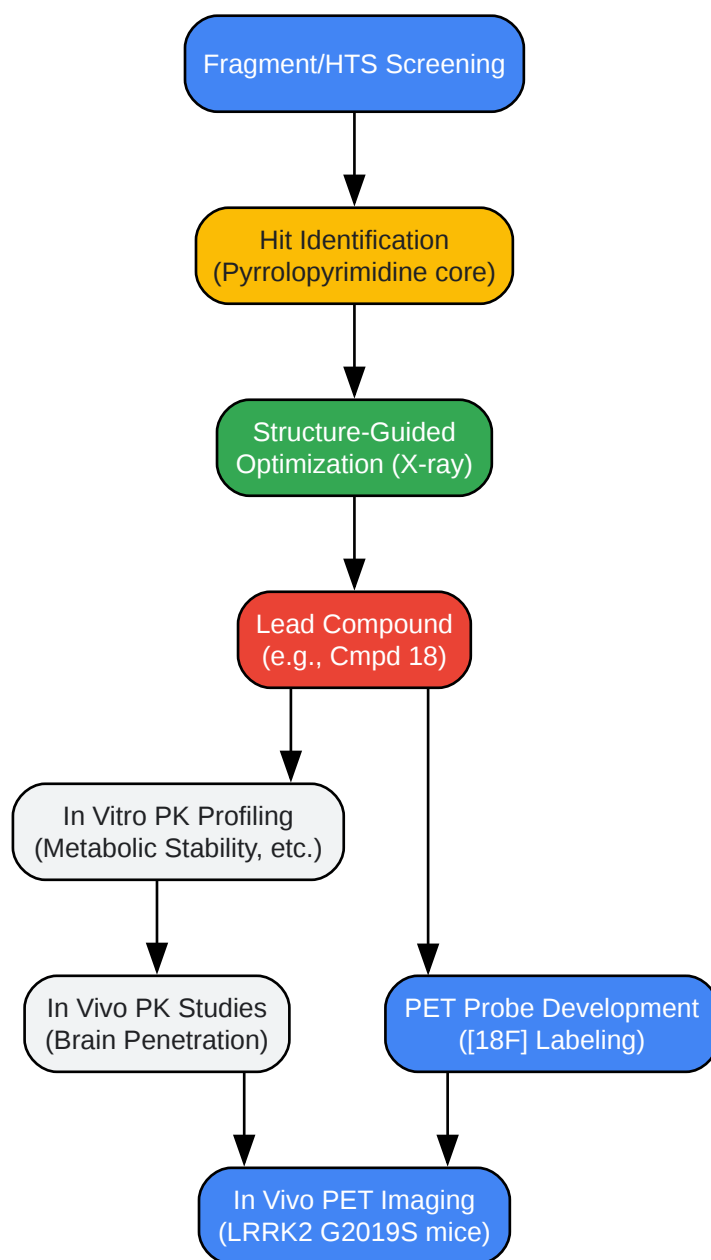 Fragment/HTS Screening
Hit Identification
(Pyrrolopyrimidine core)
Structure-Guided
Optimization (X-ray)
Lead Compound
(e.g., Cmpd 18)
In Vitro PK Profiling
(Metabolic Stability, etc.)
In Vivo PK Studies
(Brain Penetration)
PET Probe Development
([18F] Labeling)
In Vivo PET Imaging
(LRRK2 G2019S mice)